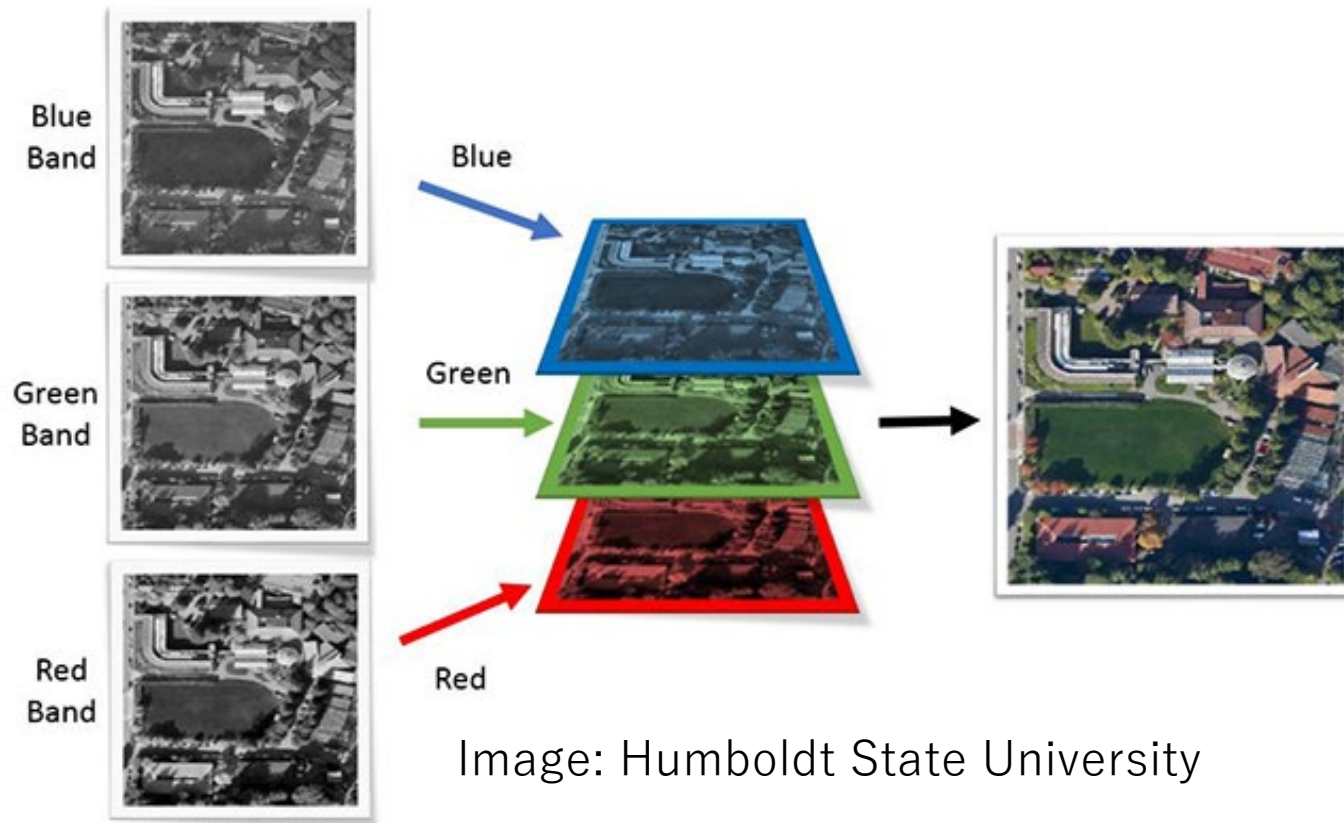 Blue
Band
Blue
Green
Band
Green
Red
Band
Red
Image: Humboldt State University